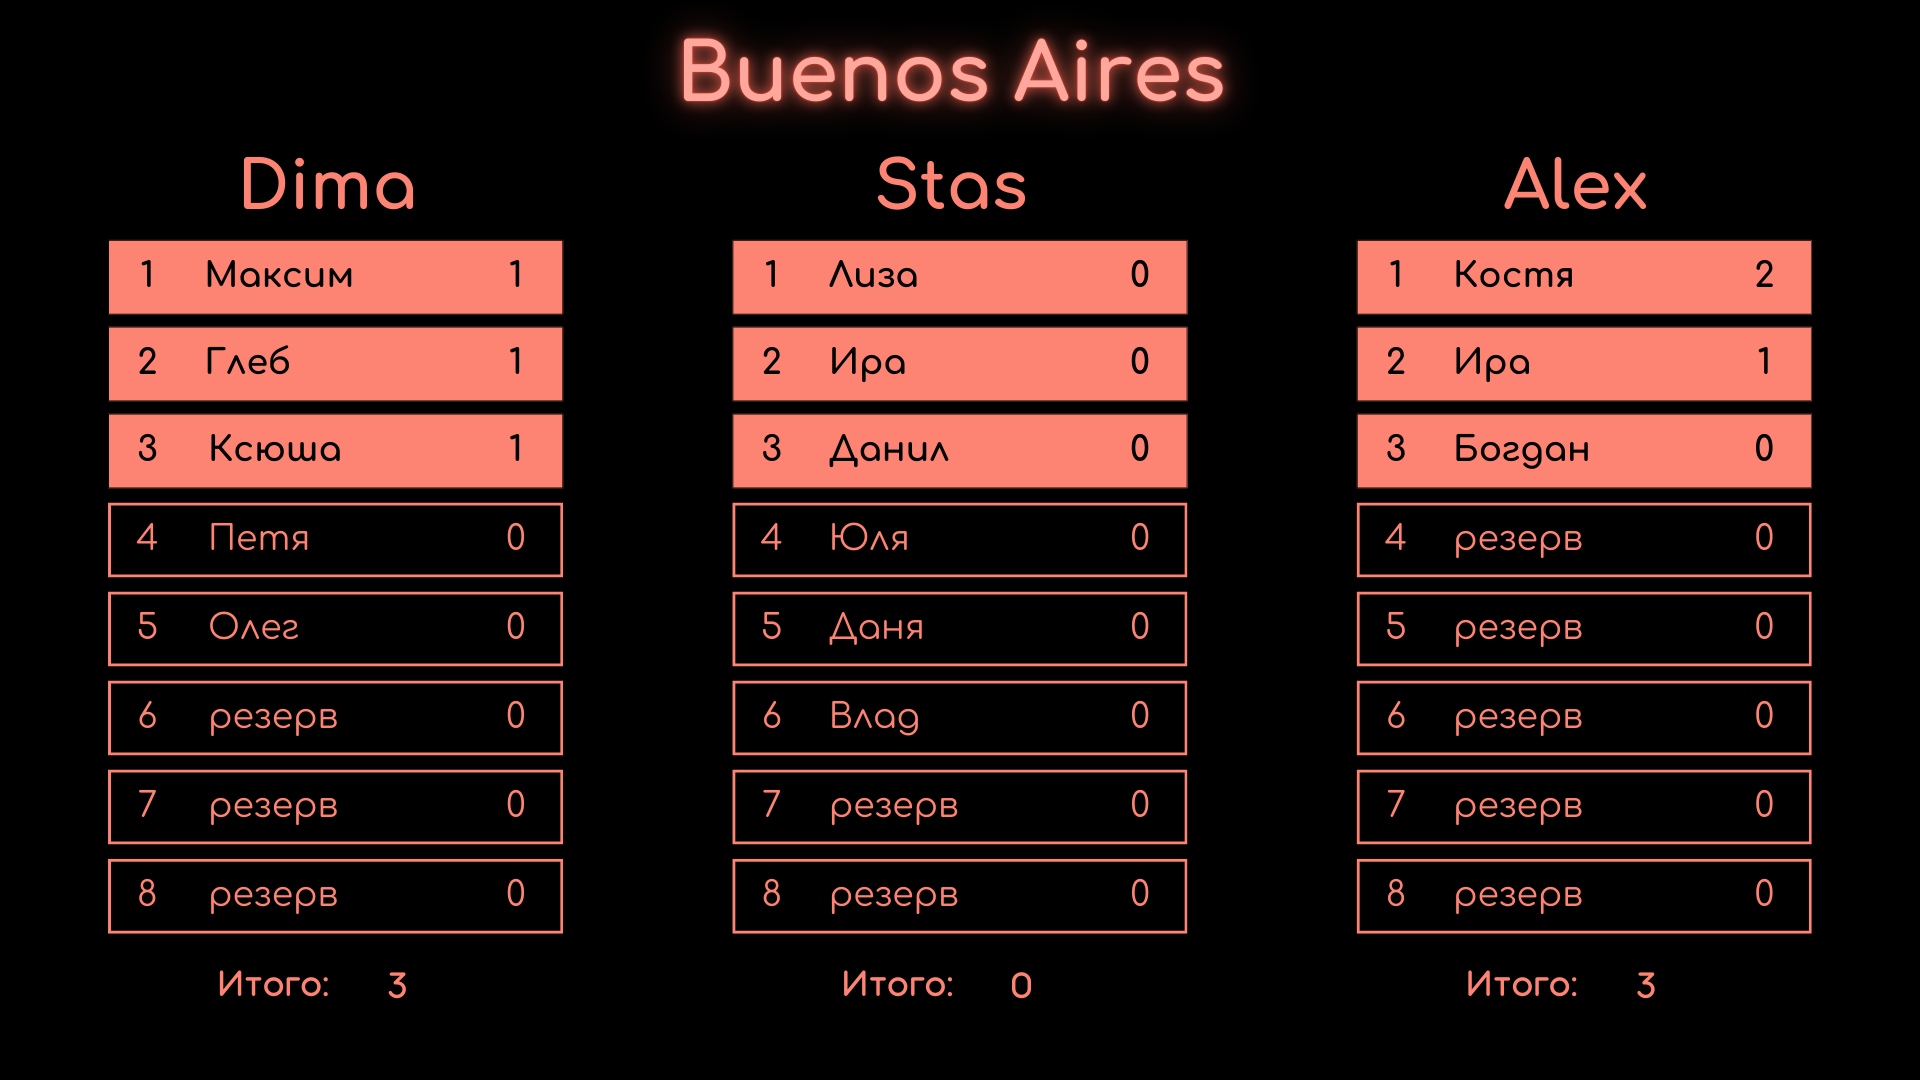 Buenos Aires
Dima
1 Максим 1
2 Глеб 1
3 Ксюша 1
4 Петя 0
5 Олег 0
6 резерв 0
7 резерв 0
8 резерв 0
Итого: 3
Stas
1 Лиза 0
2 Ира 0
3 Данил 0
4 Юля 0
5 Даня 0
6 Влад 0
7 резерв 0
8 резерв 0
Итого: 0
Alex
1 Костя 2
2 Ира 1
3 Богдан 0
4 резерв 0
5 резерв 0
6 резерв 0
7 резерв 0
8 резерв 0
Итого: 3